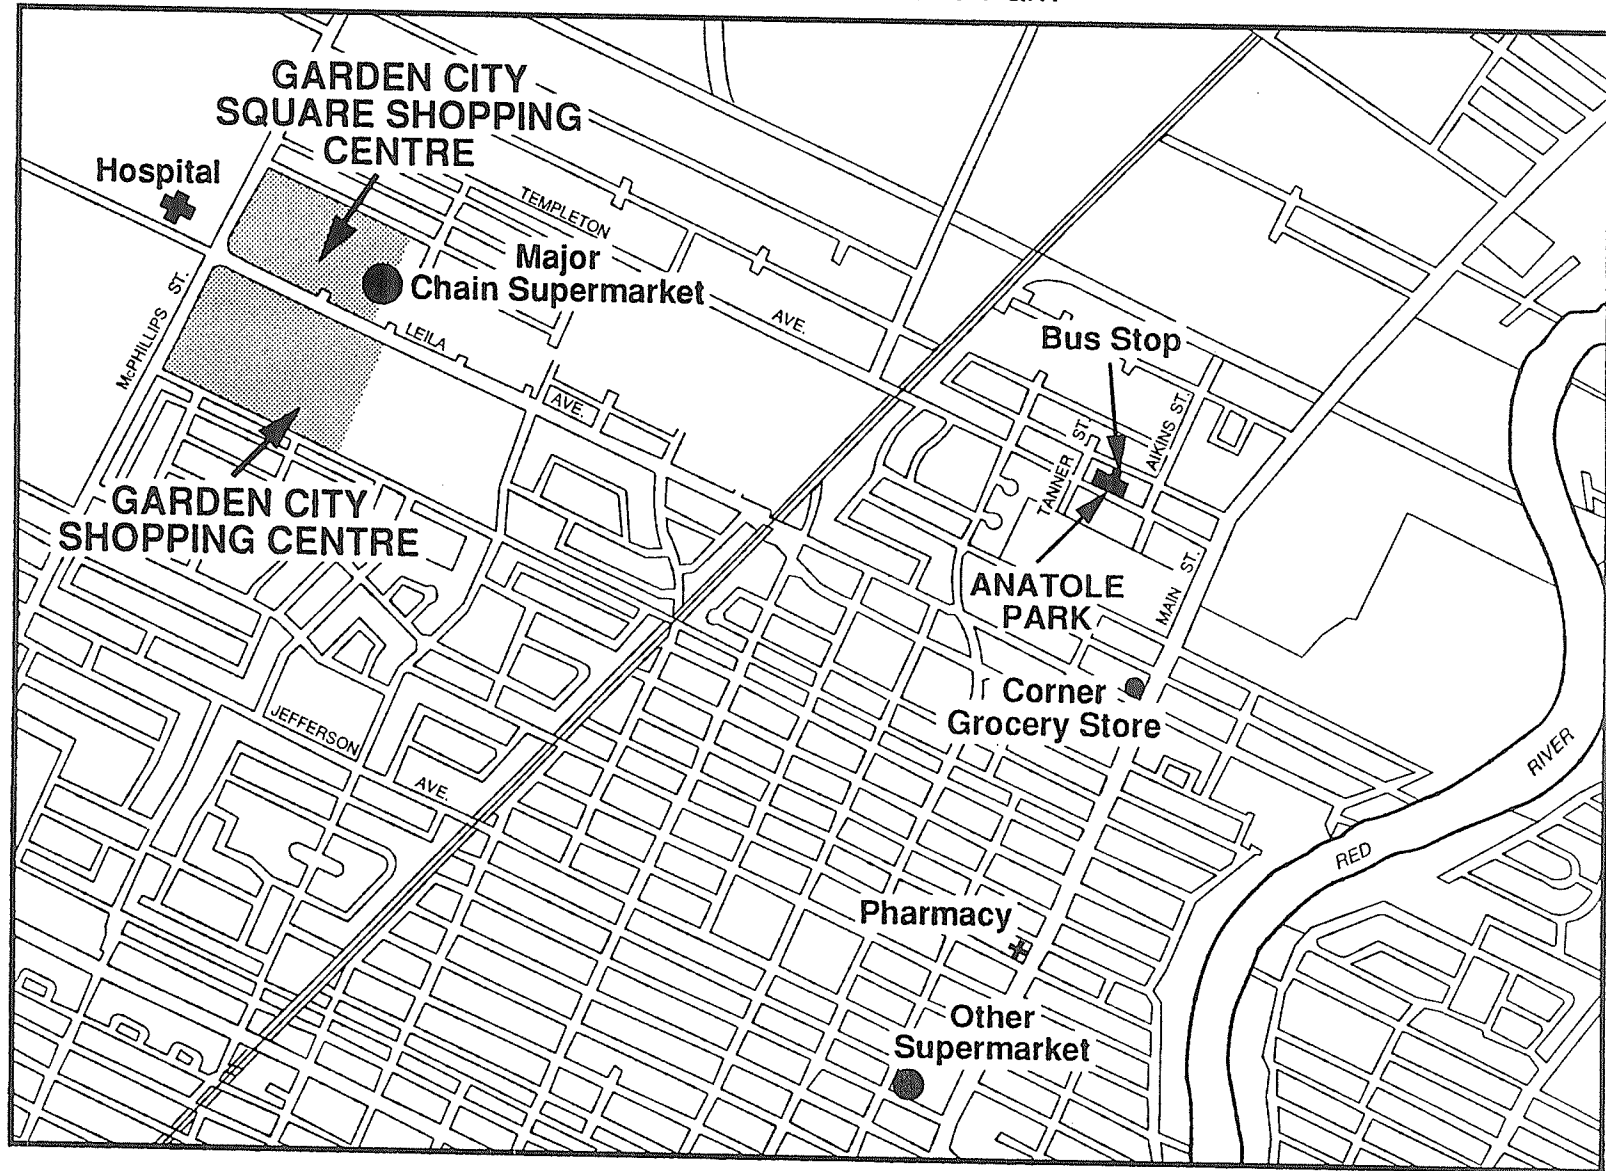 GARDEN CITY
SQUARE SHOPPING
CENTRE
Hospital
TEMPLETON
AVE.
Major
Chain Supermarket
McPHILLIPS ST.
LEILA
AVE.
Bus Stop
TANNER ST.
AIKINS ST.
GARDEN CITY
SHOPPING CENTRE
ANATOLE
PARK
MAIN ST.
Corner
Grocery Store
JEFFERSON
AVE.
RED RIVER
Pharmacy
Other
Supermarket